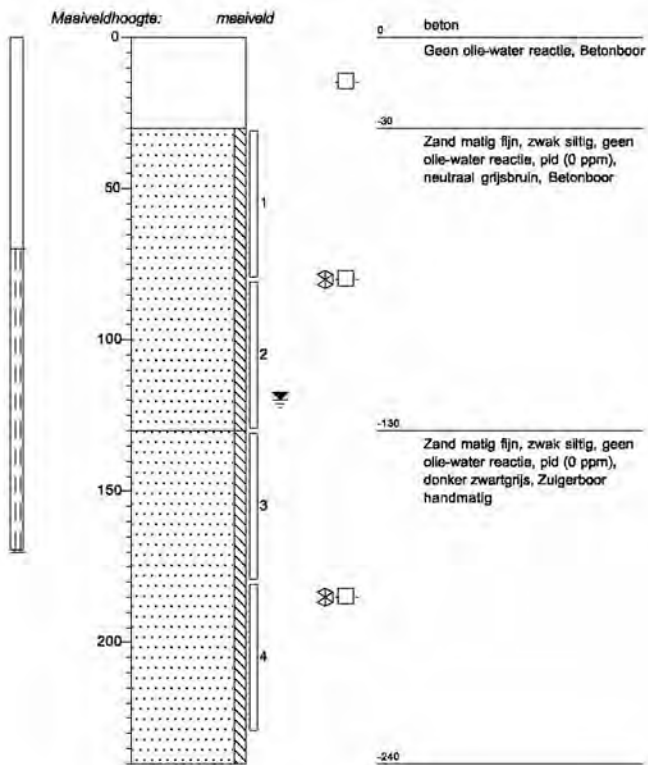 Maaiveldhoogte: maaiveld
0
0 beton
Geen olie-water reactie, Betonboor
-30
Zand matig fijn, zwak siltig, geen
olie-water reactie, pid (0 ppm),
neutraal grijsbruin, Betonboor
50
1
100
2
-130
Zand matig fijn, zwak siltig, geen
olie-water reactie, pid (0 ppm),
donker zwartgrijs, Zuigerboor
handmatig
150
3
200
4
-240